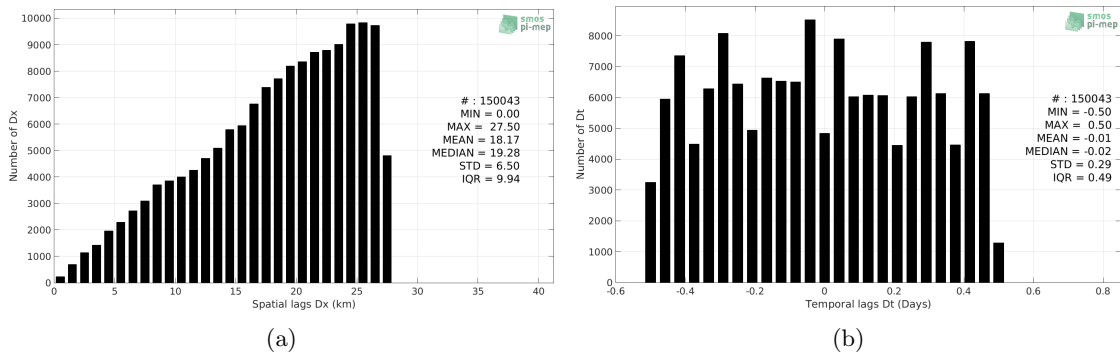 10000
9000
8000
7000
6000
5000
4000
3000
2000
1000
0
Number of Dx
0 5 10 15 20 25 30 35 40
Spatial lags Dx (km)
smos
pi-mep
# : 150043
MIN = 0.00
MAX = 27.50
MEAN = 18.17
MEDIAN = 19.28
STD = 6.50
IQR = 9.94
(a)
8000
7000
6000
5000
4000
3000
2000
1000
0
Number of Dt
-0.6 -0.4 -0.2 0 0.2 0.4 0.6 0.8
Temporal lags Dt (Days)
smos
pi-mep
# : 150043
MIN = -0.50
MAX = 0.50
MEAN = -0.01
MEDIAN = -0.02
STD = 0.29
IQR = 0.49
(b)